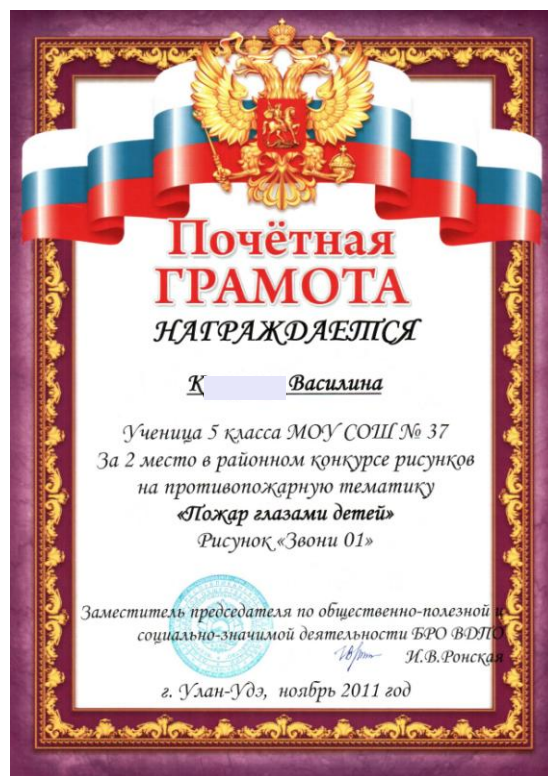 Почётная
ГРАМОТА
НАГРАЖДАЕТСЯ
К Василина
Ученица 5 класса МОУ СОШ № 37
За 2 место в районном конкурсе рисунков
на противопожарную тематику
«Пожар глазами детей»
Рисунок «Звони 01»
Заместитель председателя по общественно-полезной и
социально-значимой деятельности БРО ВДПО
И.В.Ронская
г. Улан-Удэ, ноябрь 2011 год